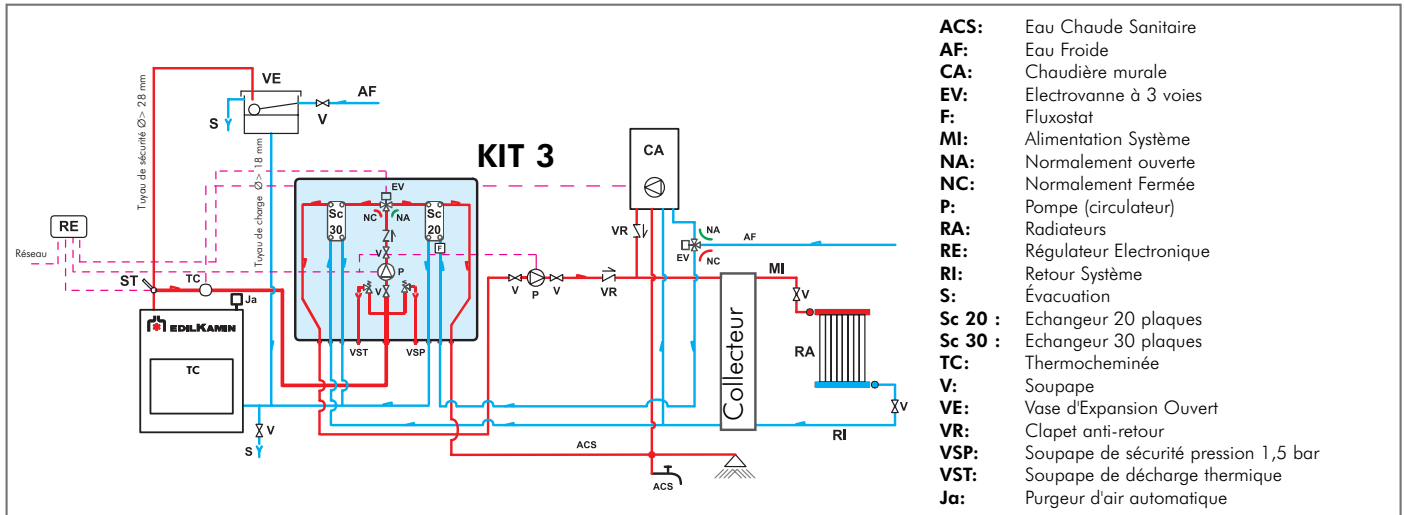 VE
AF
S
V
Tuyau de sécurité Ø> 28 mm
Tuyau de charge Ø> 18 mm
KIT 3
RE
Réseau
ST
TC
Ja
EDILKAMIN
TC
V
S
EV
Sc
30
NC
NA
Sc
20
F
V
P
V
VST
VSP
CA
VR
NA
EV
NC
AF
V
P
V
VR
MI
V
Collecteur
RA
V
RI
ACS
ACS
ACS: Eau Chaude Sanitaire
AF: Eau Froide
CA: Chaudière murale
EV: Electrovanne à 3 voies
F: Fluxostat
MI: Alimentation Système
NA: Normalement ouverte
NC: Normalement Fermée
P: Pompe (circulateur)
RA: Radiateurs
RE: Régulateur Electronique
RI: Retour Système
S: Évacuation
Sc 20 : Echangeur 20 plaques
Sc 30 : Echangeur 30 plaques
TC: Thermocheminée
V: Soupape
VE: Vase d'Expansion Ouvert
VR: Clapet anti-retour
VSP: Soupape de sécurité pression 1,5 bar
VST: Soupape de décharge thermique
Ja: Purgeur d'air automatique